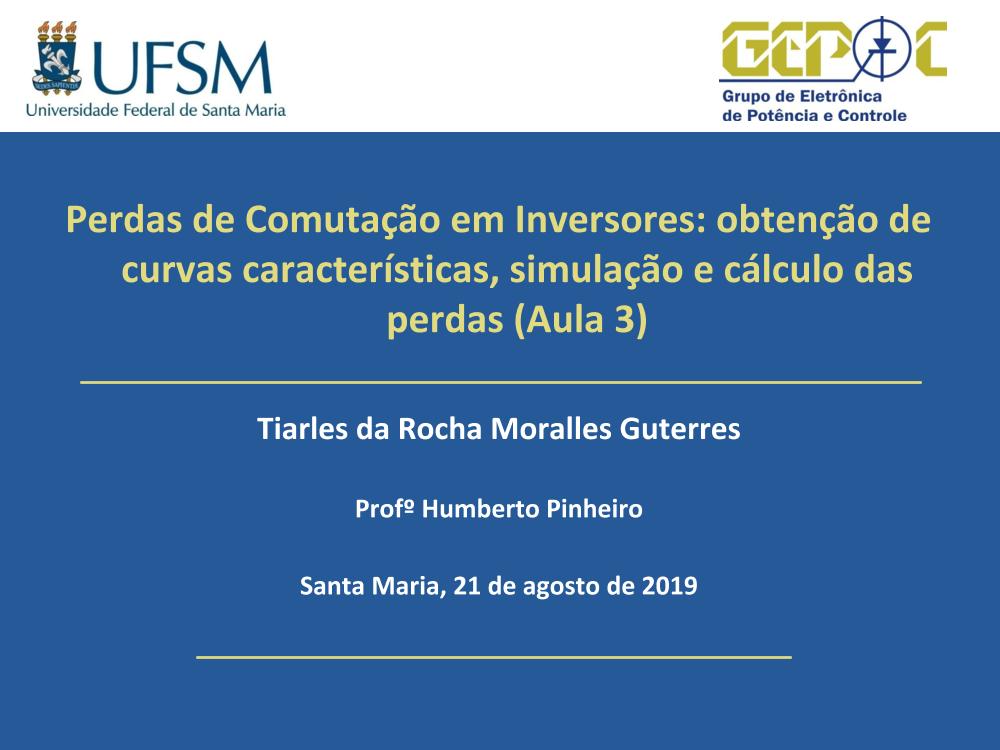 UFSM
Universidade Federal de Santa Maria
GEPOC
Grupo de Eletrônica
de Potência e Controle
Perdas de Comutação em Inversores: obtenção de
curvas características, simulação e cálculo das
perdas (Aula 3)
Tiarles da Rocha Moralles Guterres
Profº Humberto Pinheiro
Santa Maria, 21 de agosto de 2019